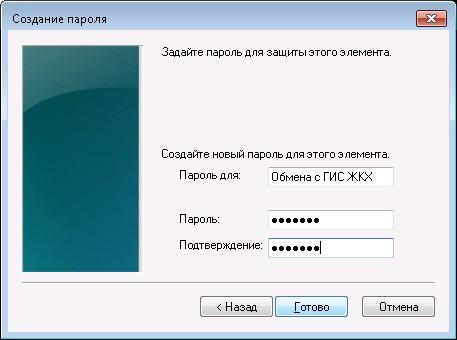 Создание пароля
Задайте пароль для защиты этого элемента.
Создайте новый пароль для этого элемента.
Пароль для: Обмена с ГИС ЖКХ
Пароль: ●●●●●●●
Подтверждение: ●●●●●●●
< Назад Готово Отмена